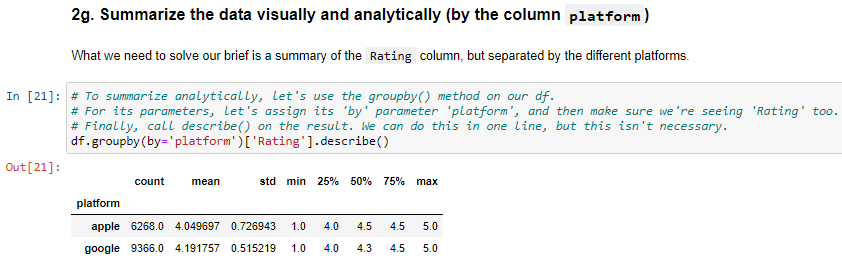 2g. Summarize the data visually and analytically (by the column platform)
What we need to solve our brief is a summary of the Rating column, but separated by the different platforms.
In [21]: # To summarize analytically, let's use the groupby() method on our df.
# For its parameters, let's assign its 'by' parameter 'platform', and then make sure we're seeing 'Rating' too.
# Finally, call describe() on the result. We can do this in one line, but this isn't necessary.
df.groupby(by='platform')['Rating'].describe()
Out[21]:
count mean std min 25% 50% 75% max
platform
apple 6268.0 4.049697 0.726943 1.0 4.0 4.5 4.5 5.0
google 9366.0 4.191757 0.515219 1.0 4.0 4.3 4.5 5.0